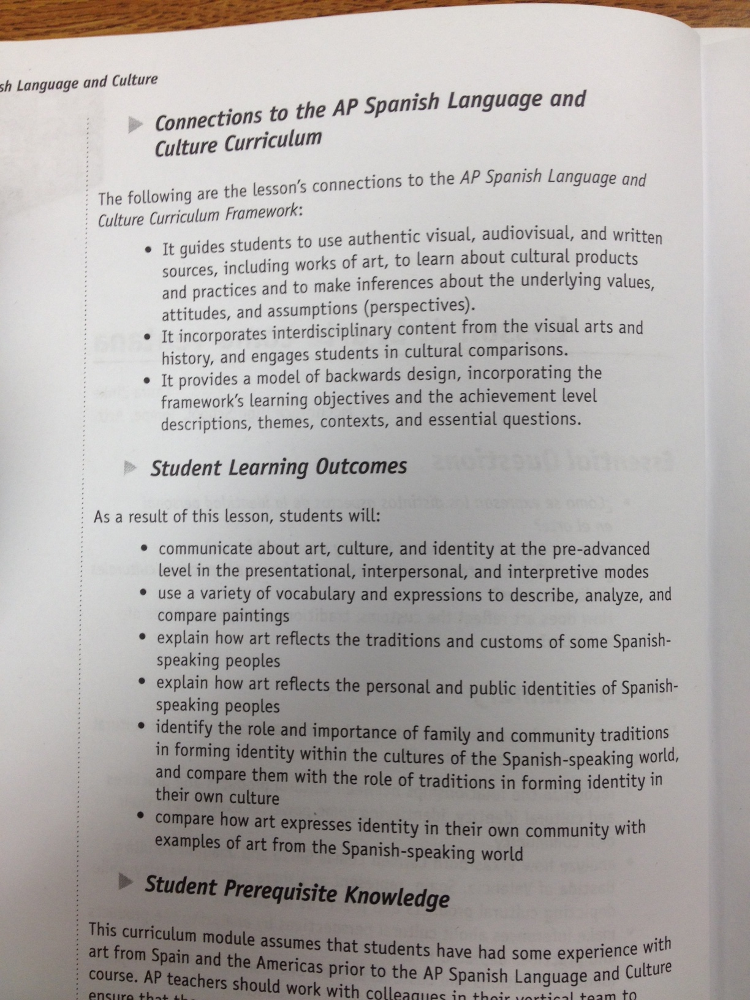 sh Language and Culture
Connections to the AP Spanish Language and
Culture Curriculum
The following are the lesson's connections to the AP Spanish Language and
Culture Curriculum Framework:
• It guides students to use authentic visual, audiovisual, and written
sources, including works of art, to learn about cultural products
and practices and to make inferences about the underlying values,
attitudes, and assumptions (perspectives).
• It incorporates interdisciplinary content from the visual arts and
history, and engages students in cultural comparisons.
• It provides a model of backwards design, incorporating the
framework's learning objectives and the achievement level
descriptions, themes, contexts, and essential questions.
Student Learning Outcomes
As a result of this lesson, students will:
• communicate about art, culture, and identity at the pre-advanced
level in the presentational, interpersonal, and interpretive modes
• use a variety of vocabulary and expressions to describe, analyze, and
compare paintings
• explain how art reflects the traditions and customs of some Spanish-
speaking peoples
• explain how art reflects the personal and public identities of Spanish-
speaking peoples
• identify the role and importance of family and community traditions
in forming identity within the cultures of the Spanish-speaking world,
and compare them with the role of traditions in forming identity in
their own culture
• compare how art expresses identity in their own community with
examples of art from the Spanish-speaking world
Student Prerequisite Knowledge
This curriculum module assumes that students have had some experience with
art from Spain and the Americas prior to the AP Spanish Language and Culture
course. AP teachers should work with colleagues in their vertical team to
ensure that